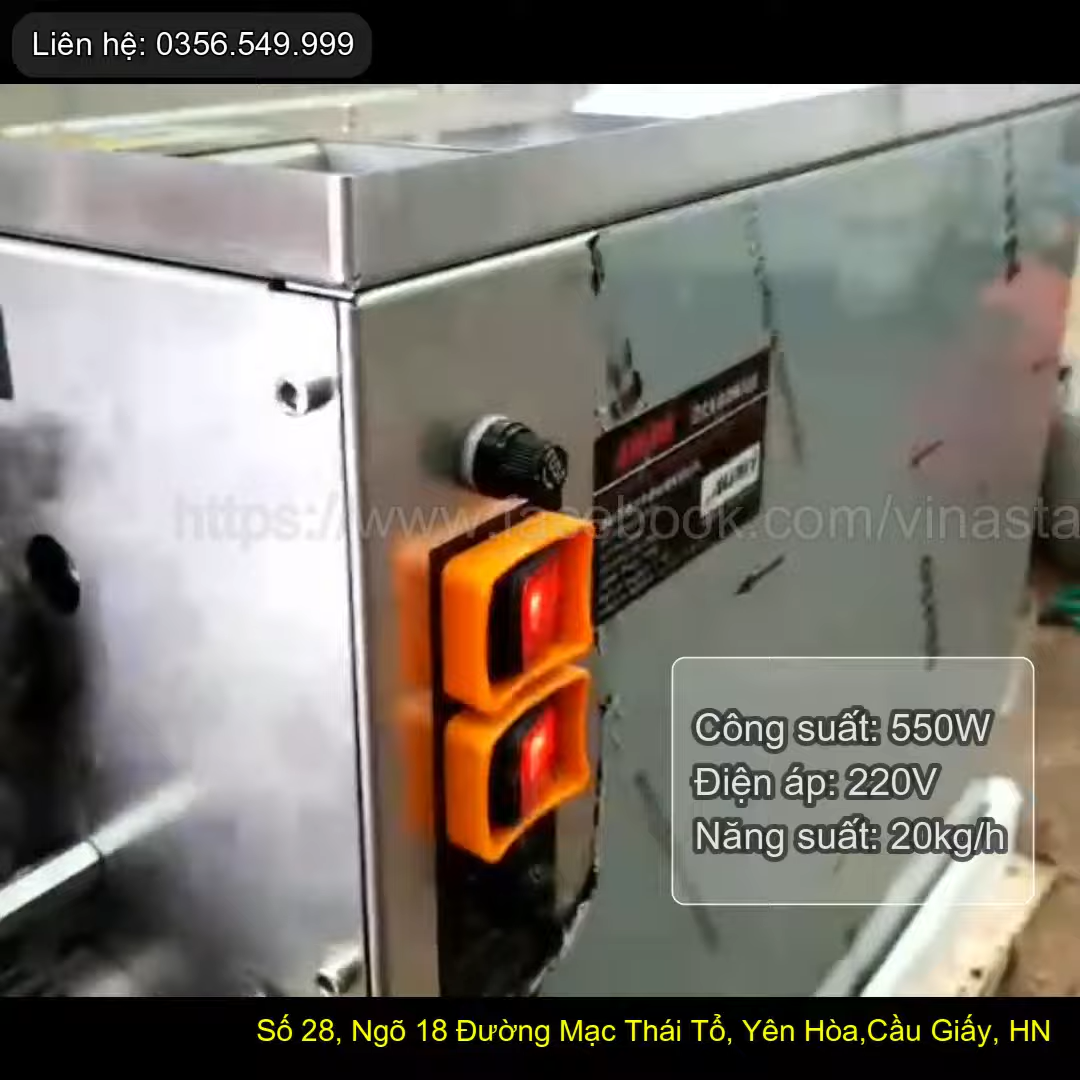 Liên hệ: 0356.549.999
https://www.facebook.com/vinasta
Công suất: 550W
Điện áp: 220V
Năng suất: 20kg/h
Số 28, Ngõ 18 Đường Mạc Thái Tổ, Yên Hòa,Cầu Giấy, HN